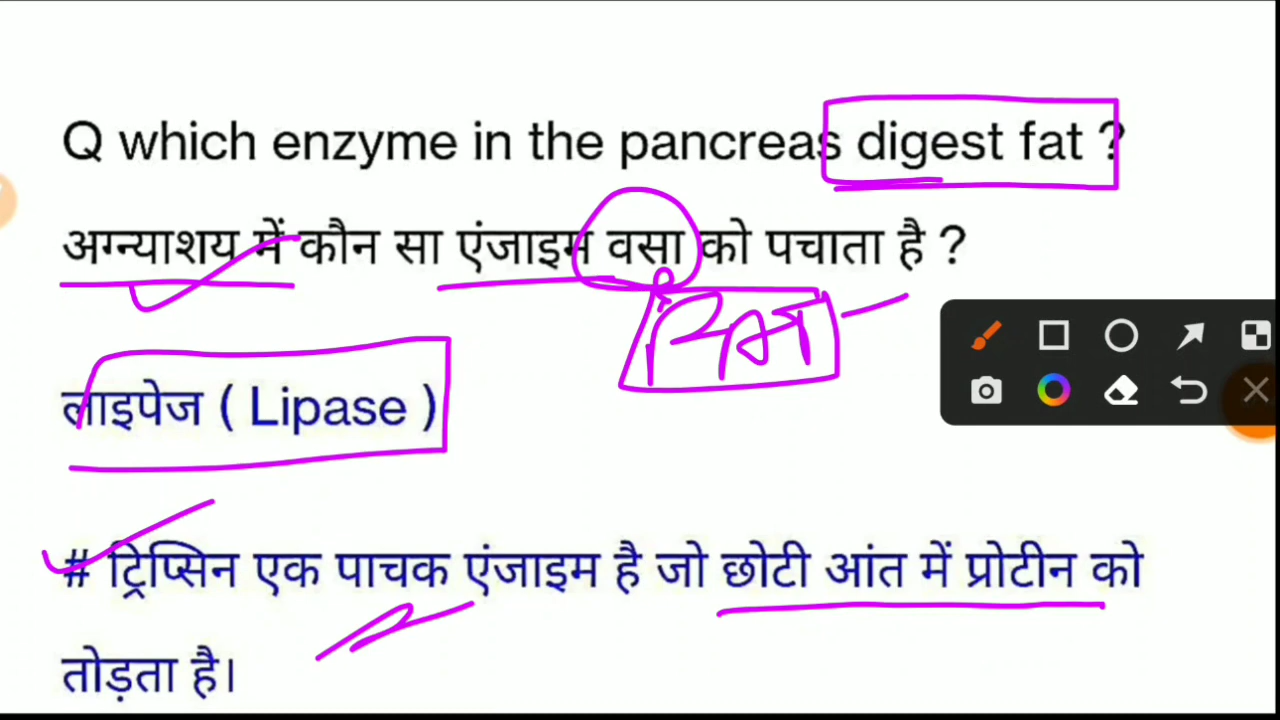 Q which enzyme in the pancreas digest fat ?
अग्न्याशय में कौन सा एंजाइम वसा को पचाता है ?
FAT
लाइपेज ( Lipase )
# ट्रिप्सिन एक पाचक एंजाइम है जो छोटी आंत में प्रोटीन को
तोड़ता है।